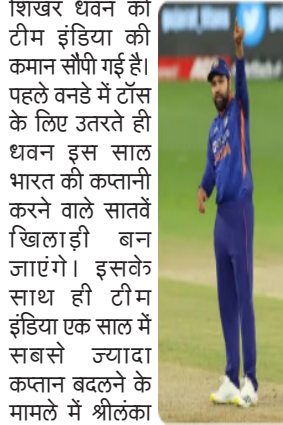 शिखर धवन को
टीम इंडिया की
कमान सौपी गई है।
पहले वनडे में टॉस
के लिए उतरते ही
धवन इस साल
भारत की कप्तानी
करने वाले सातवें
खिलाड़ी बन
जाएंगे। इसके
साथ ही टीम
इंडिया एक साल में
सबसे ज्यादा
कप्तान बदलने के
मामले में श्रीलंका